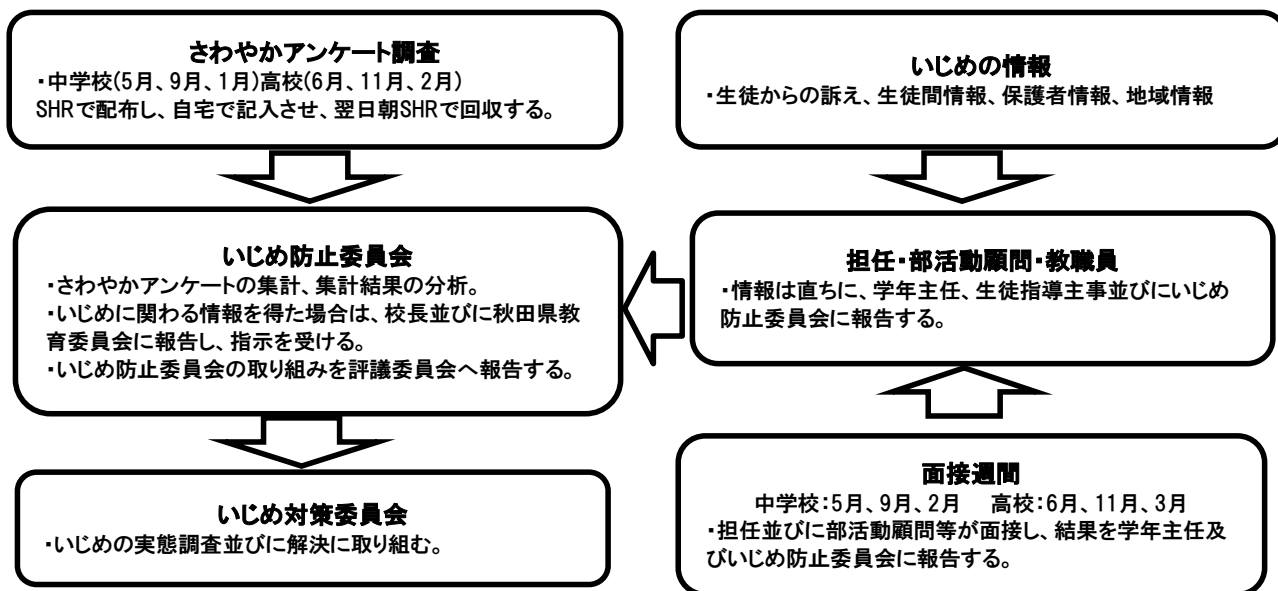 さわやかアンケート調査
・中学校(5月、9月、1月)高校(6月、11月、2月)
SHRで配布し、自宅で記入させ、翌日朝SHRで回収する。
いじめの情報
・生徒からの訴え、生徒間情報、保護者情報、地域情報
いじめ防止委員会
・さわやかアンケートの集計、集計結果の分析。
・いじめに関わる情報を得た場合は、校長並びに秋田県教
育委員会に報告し、指示を受ける。
・いじめ防止委員会の取り組みを評議委員会へ報告する。
担任・部活動顧問・教職員
・情報は直ちに、学年主任、生徒指導主事並びにいじめ
防止委員会に報告する。
いじめ対策委員会
・いじめの実態調査並びに解決に取り組む。
面接週間
中学校：5月、9月、2月　高校：6月、11月、3月
・担任並びに部活動顧問等が面接し、結果を学年主任及
びいじめ防止委員会に報告する。